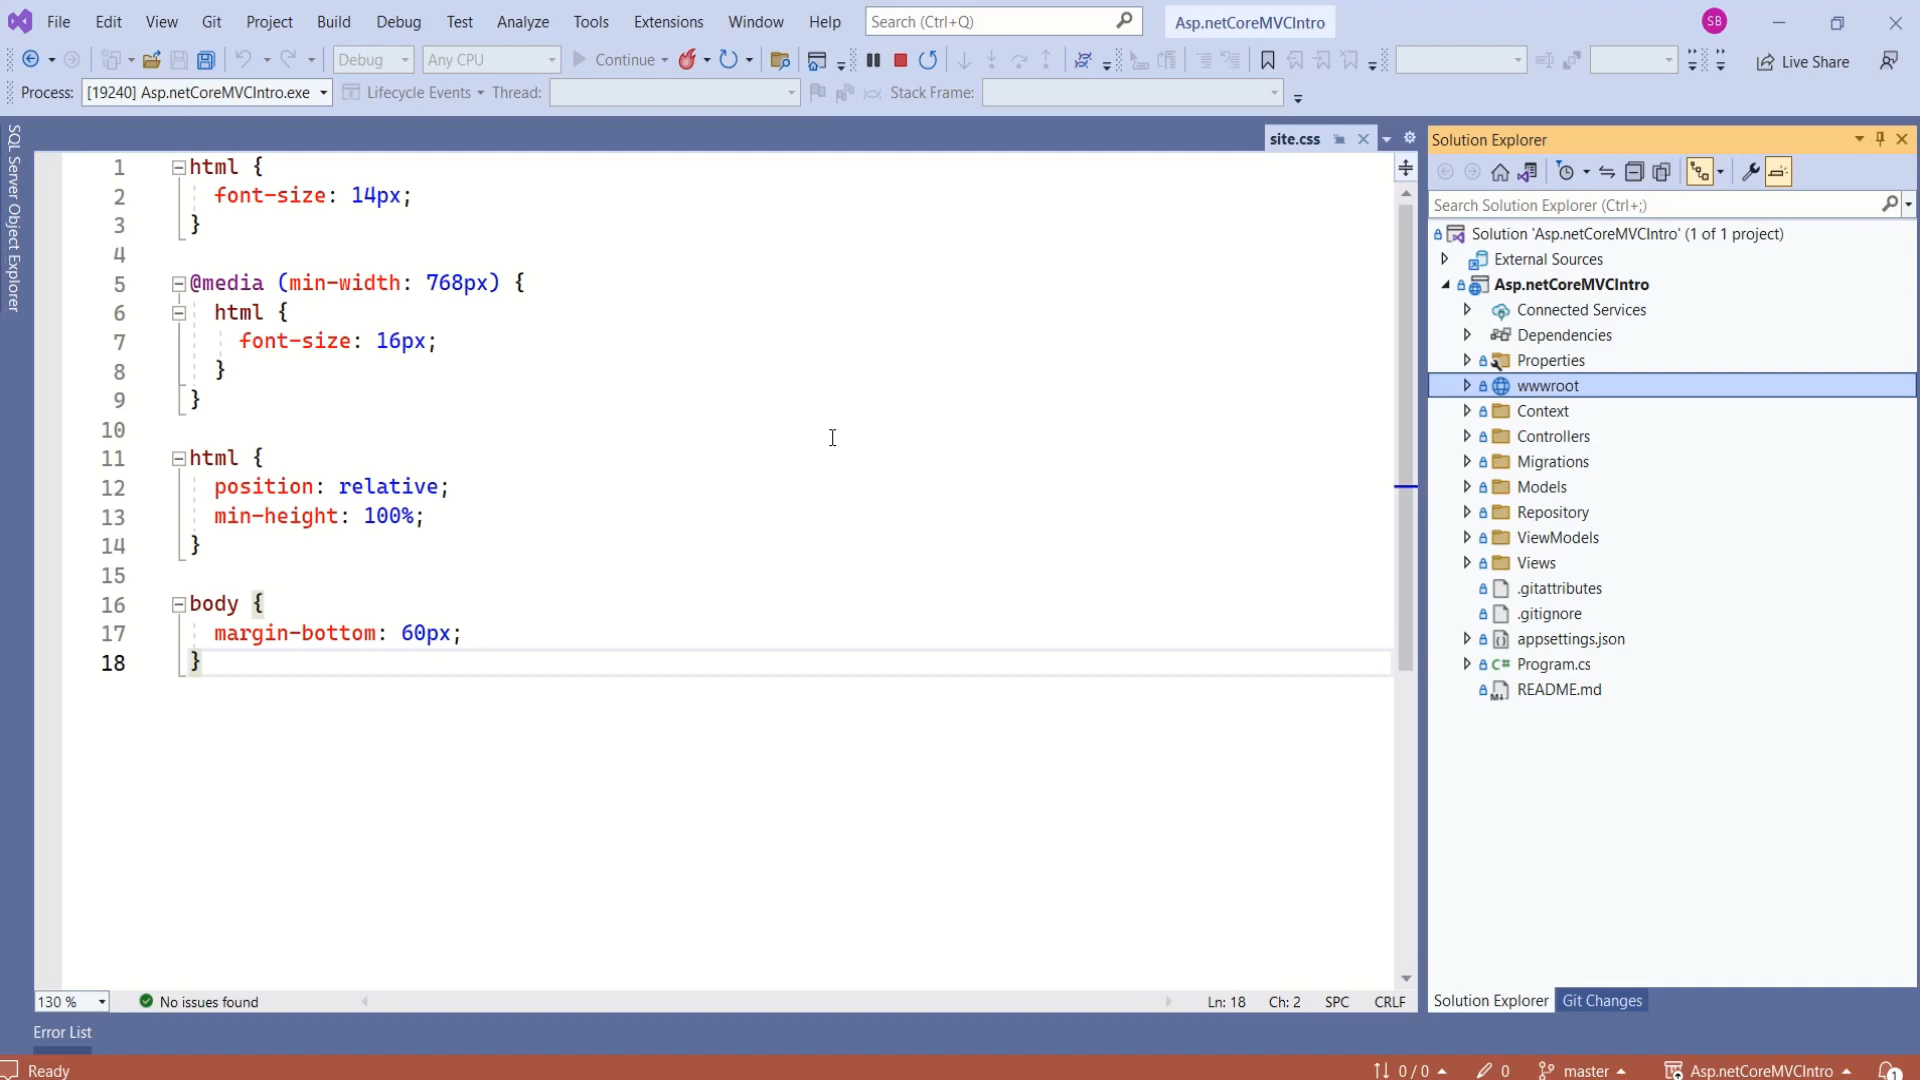 File Edit View Git Project Build Debug Test Analyze Tools Extensions Window Help Search (Ctrl+Q) Asp.netCoreMVCIntro SB
Debug Any CPU Continue Live Share
Process: [19240] Asp.netCoreMVCIntro.exe Lifecycle Events Thread: Stack Frame:
SQL Server Object Explorer
site.css
1 html {
2 font-size: 14px;
3 }
4
5 @media (min-width: 768px) {
6 html {
7 font-size: 16px;
8 }
9 }
10
11 html {
12 position: relative;
13 min-height: 100%;
14 }
15
16 body {
17 margin-bottom: 60px;
18 }
130 % No issues found Ln: 18 Ch: 2 SPC CRLF
Solution Explorer
Search Solution Explorer (Ctrl+;)
Solution 'Asp.netCoreMVCIntro' (1 of 1 project)
External Sources
Asp.netCoreMVCIntro
Connected Services
Dependencies
Properties
wwwroot
Context
Controllers
Migrations
Models
Repository
ViewModels
Views
.gitattributes
.gitignore
appsettings.json
C# Program.cs
README.md
Solution Explorer Git Changes
Error List
Ready 0 / 0 0 master Asp.netCoreMVCIntro 1